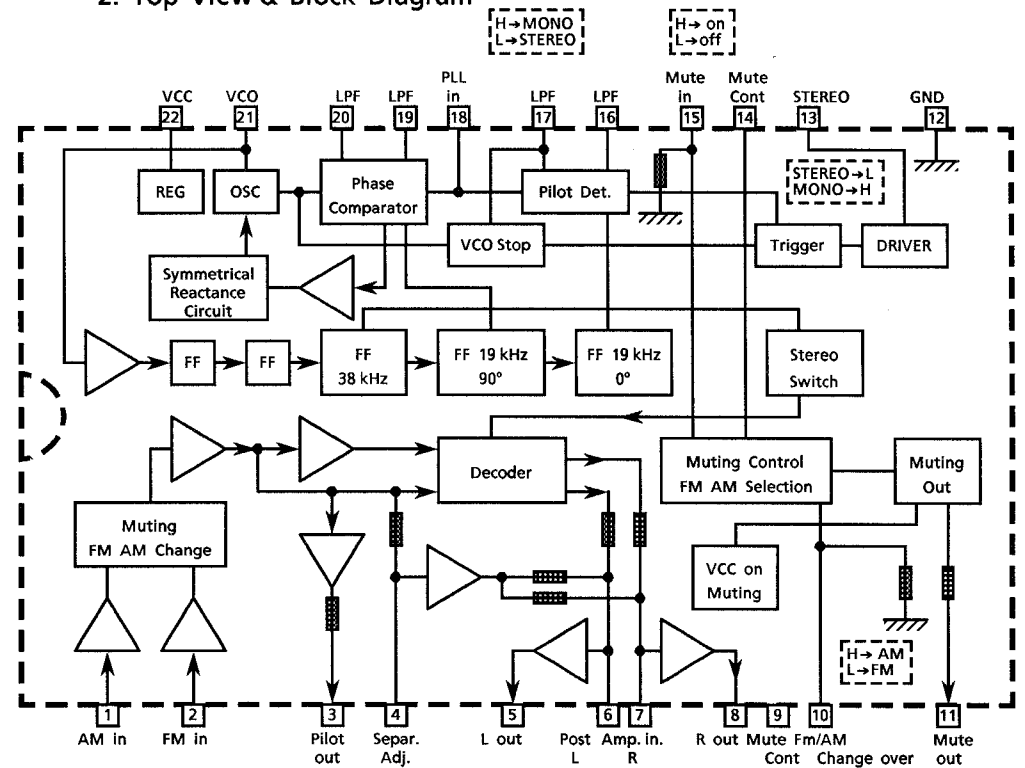 2. Top View & Block Diagram
H→MONO
L→STEREO
H→ on
L→off
VCC
VCO
LPF
LPF
PLL
in
LPF
LPF
Mute
in
Mute
Cont
STEREO
GND
22
21
20
19
18
17
16
15
14
13
12
REG
OSC
Phase
Comparator
Pilot Det.
STEREO→L
MONO→H
VCO Stop
Trigger
DRIVER
Symmetrical
Reactance
Circuit
FF
FF
FF
38 kHz
FF 19 kHz
90°
FF 19 kHz
0°
Stereo
Switch
Decoder
Muting Control
FM AM Selection
Muting
Out
Muting
FM AM Change
VCC on
Muting
H→ AM
L→FM
1
2
3
4
5
6
7
8
9
10
11
AM in
FM in
Pilot
out
Separ.
Adj.
L out
Post Amp. in.
L R
R out
Mute
Cont
Fm/AM
Change over
Mute
out